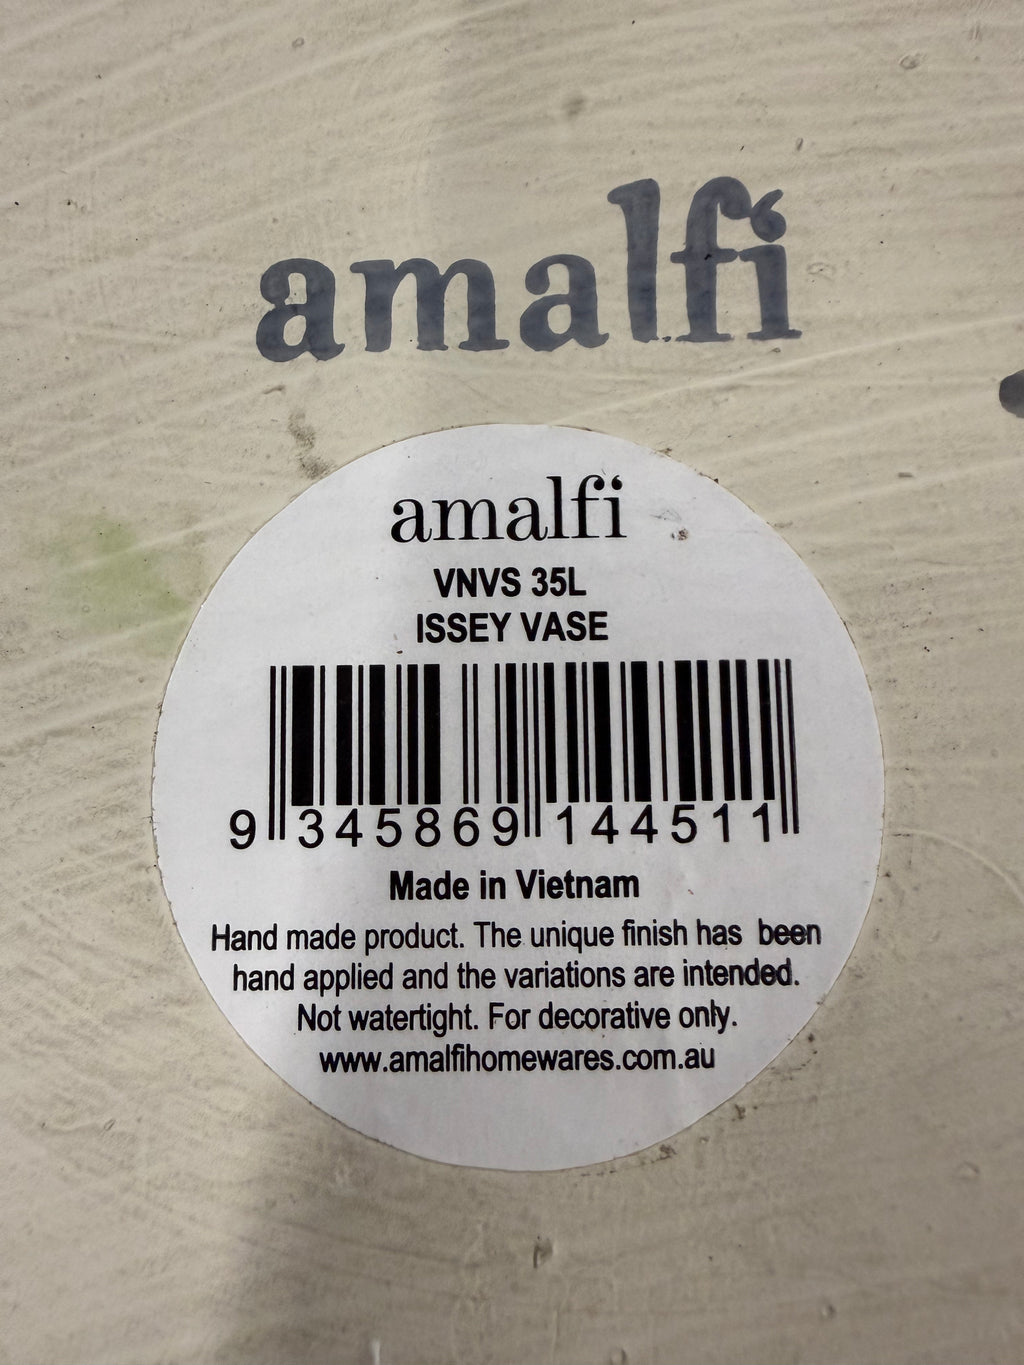 amalfi
amalfi
VNVS 35L
ISSEY VASE
9 345869 144511
Made in Vietnam
Hand made product. The unique finish has been
hand applied and the variations are intended.
Not watertight. For decorative only.
www.amalfihomewares.com.au